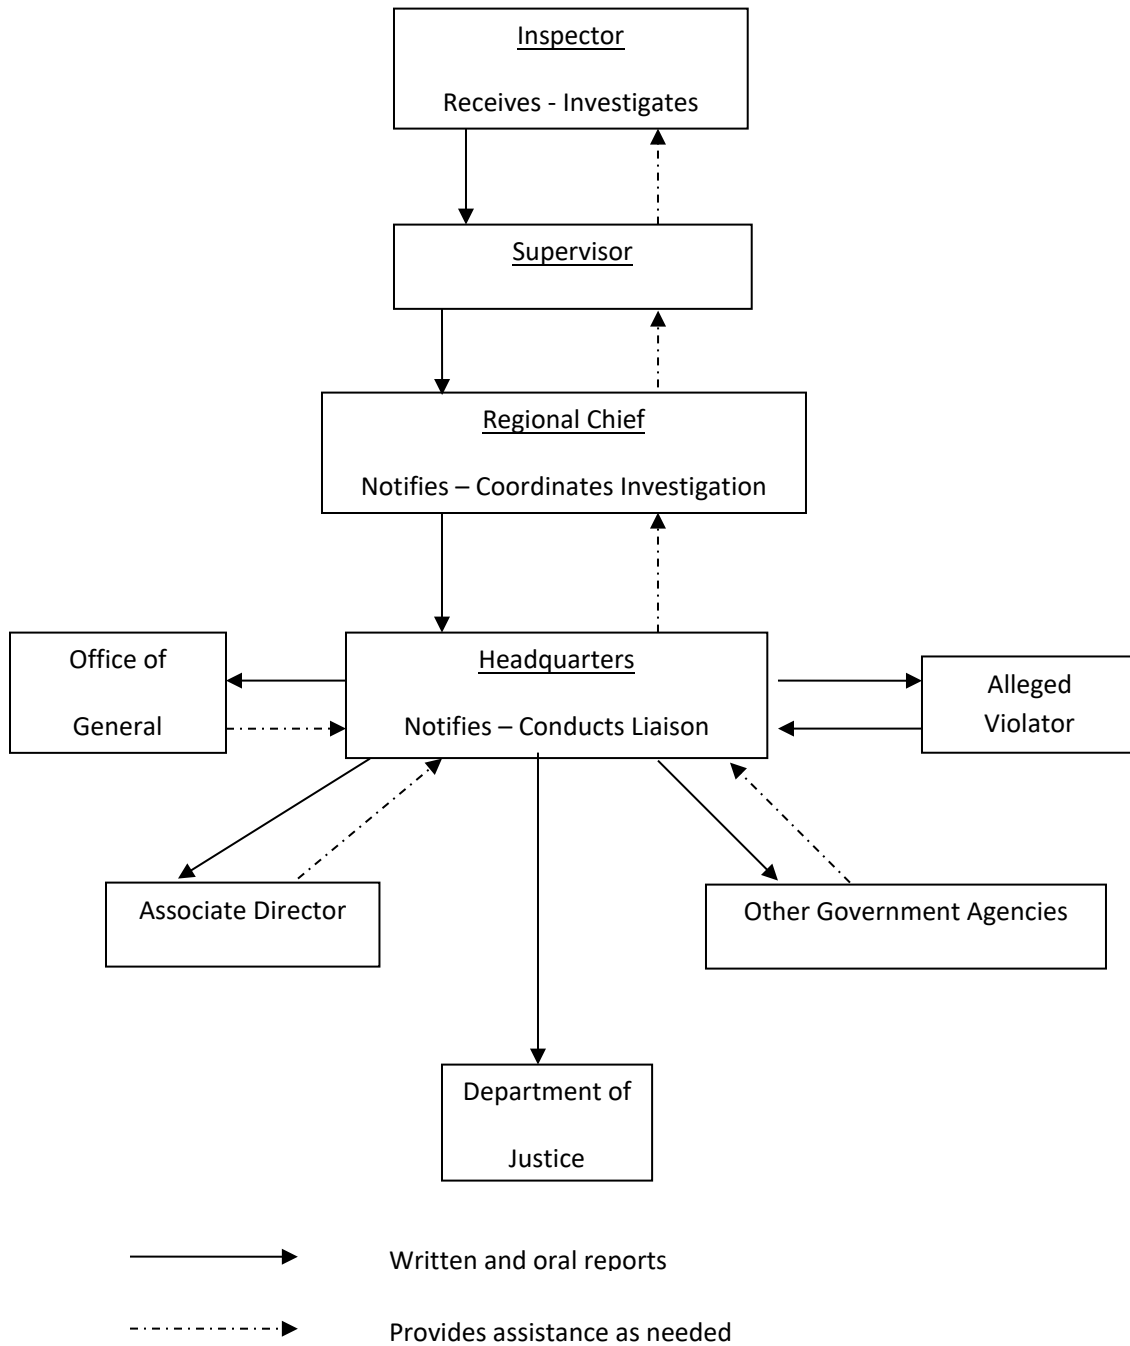 Inspector
Receives - Investigates
Supervisor
Regional Chief
Notifies – Coordinates Investigation
Office of
General
Headquarters
Notifies – Conducts Liaison
Alleged
Violator
Associate Director
Other Government Agencies
Department of
Justice
Written and oral reports
Provides assistance as needed